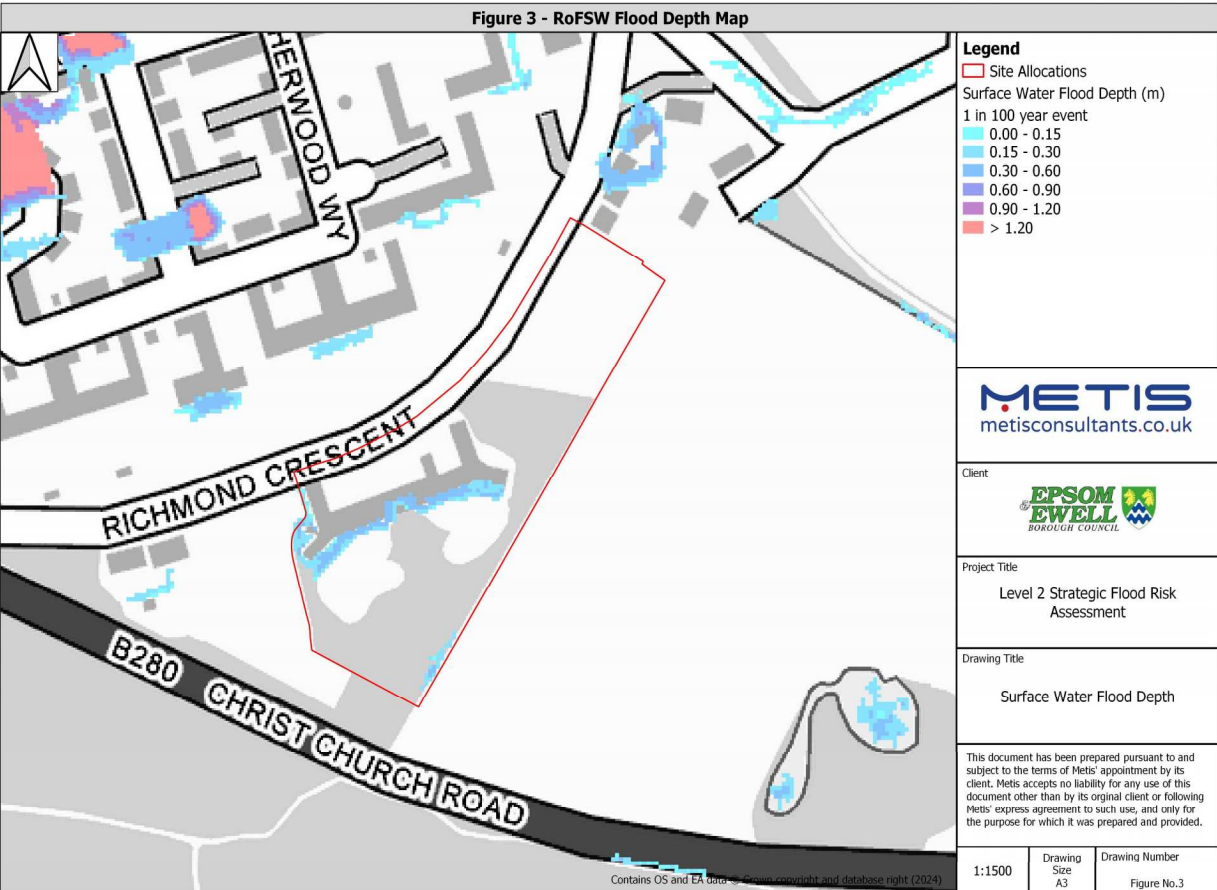 Figure 3 - RoFSW Flood Depth Map
HERWOOD WY
RICHMOND CRESCENT
B280 CHRIST CHURCH ROAD
Contains OS and EA data © Crown copyright and database right (2024)
Legend
Site Allocations
Surface Water Flood Depth (m)
1 in 100 year event
0.00 - 0.15
0.15 - 0.30
0.30 - 0.60
0.60 - 0.90
0.90 - 1.20
> 1.20
METIS
metisconsultants.co.uk
Client
EPSOM
& EWELL
BOROUGH COUNCIL
Project Title
Level 2 Strategic Flood Risk
Assessment
Drawing Title
Surface Water Flood Depth
This document has been prepared pursuant to and
subject to the terms of Metis' appointment by its
client. Metis accepts no liability for any use of this
document other than by its orginal client or following
Metis' express agreement to such use, and only for
the purpose for which it was prepared and provided.
1:1500
Drawing
Size
A3
Drawing Number
Figure No.3